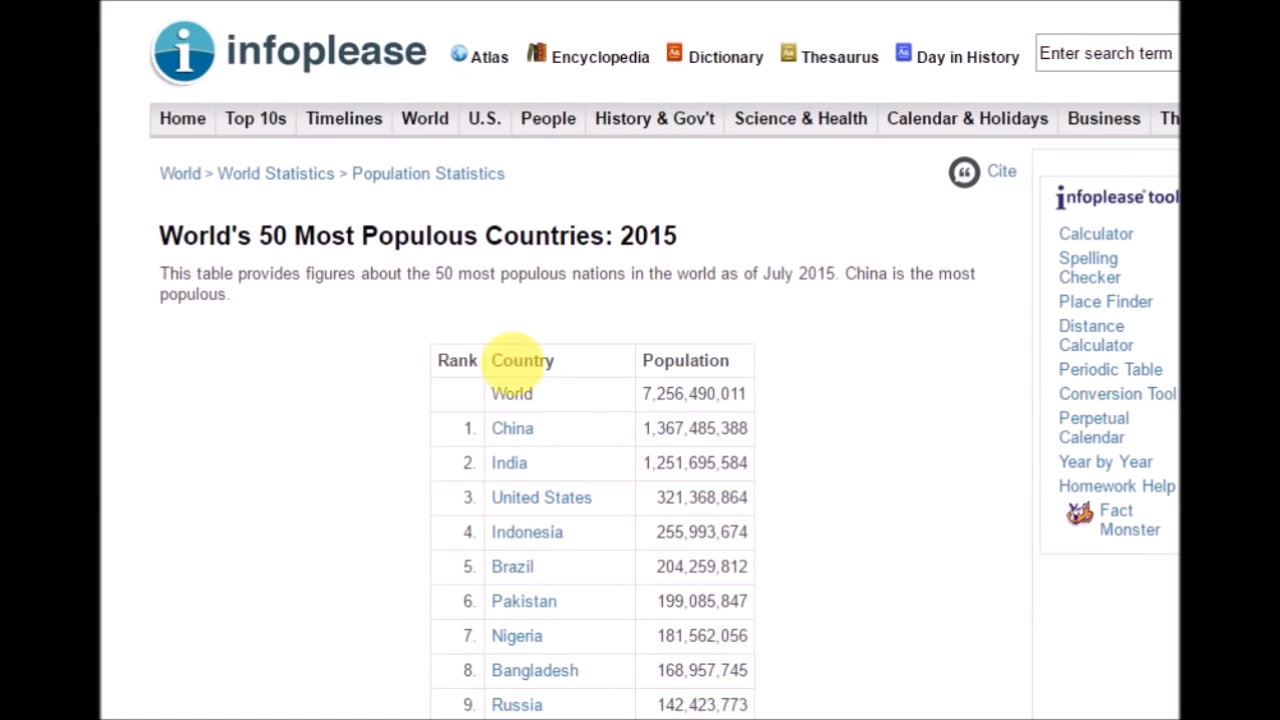 infoplease Atlas Encyclopedia Dictionary Thesaurus Day in History Enter search term
Home Top 10s Timelines World U.S. People History & Gov't Science & Health Calendar & Holidays Business Th
World > World Statistics > Population Statistics
Cite
World's 50 Most Populous Countries: 2015
This table provides figures about the 50 most populous nations in the world as of July 2015. China is the most
populous.
Rank Country Population
World 7,256,490,011
1. China 1,367,485,388
2. India 1,251,695,584
3. United States 321,368,864
4. Indonesia 255,993,674
5. Brazil 204,259,812
6. Pakistan 199,085,847
7. Nigeria 181,562,056
8. Bangladesh 168,957,745
9. Russia 142,423,773
infoplease® tool
Calculator
Spelling
Checker
Place Finder
Distance
Calculator
Periodic Table
Conversion Tool
Perpetual
Calendar
Year by Year
Homework Help
Fact
Monster